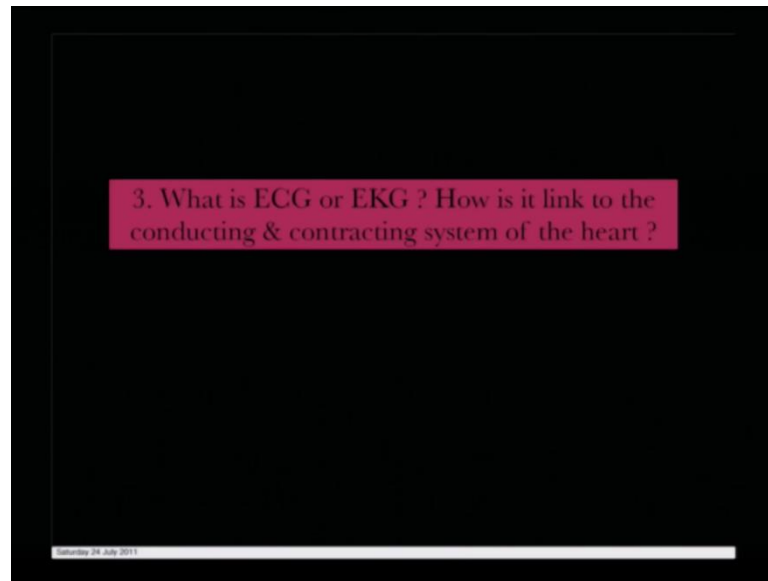 3. What is ECG or EKG ? How is it link to the
conducting & contracting system of the heart ?
Saturday 24 July 2011